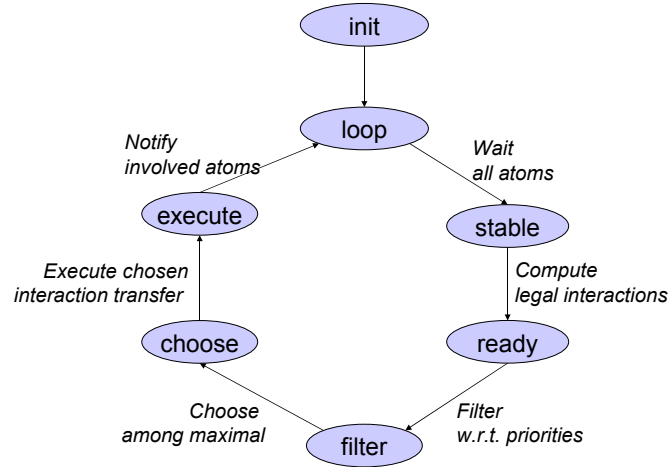 init
loop
Notify
involved atoms
Wait
all atoms
execute
stable
Execute chosen
interaction transfer
Compute
legal interactions
choose
ready
Choose
among maximal
Filter
w.r.t. priorities
filter